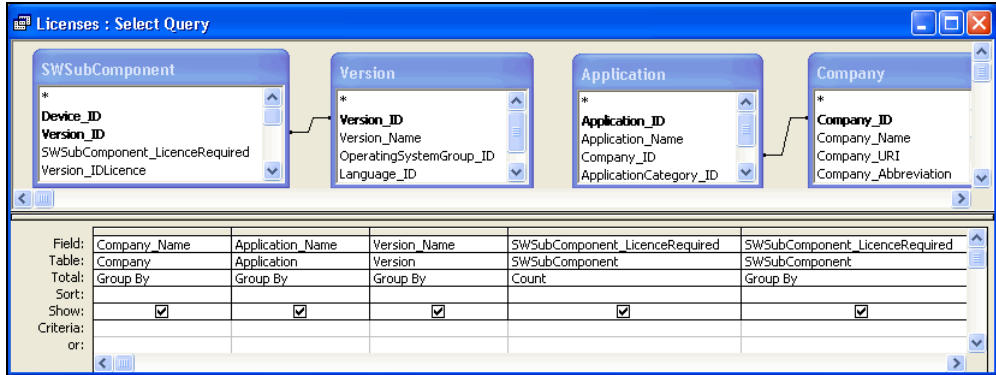 Licenses : Select Query
SWSubComponent Version Application Company
* * * *
Device_ID Version_ID Application_ID Company_ID
Version_ID Version_Name Application_Name Company_Name
SWSubComponent_LicenceRequired OperatingSystemGroup_ID Company_ID Company_URI
Version_IDLicence Language_ID ApplicationCategory_ID Company_Abbreviation
Field: Company_Name Application_Name Version_Name SWSubComponent_LicenceRequired SWSubComponent_LicenceRequired
Table: Company Application Version SWSubComponent SWSubComponent
Total: Group By Group By Group By Count Group By
Sort:
Show:
Criteria:
or: